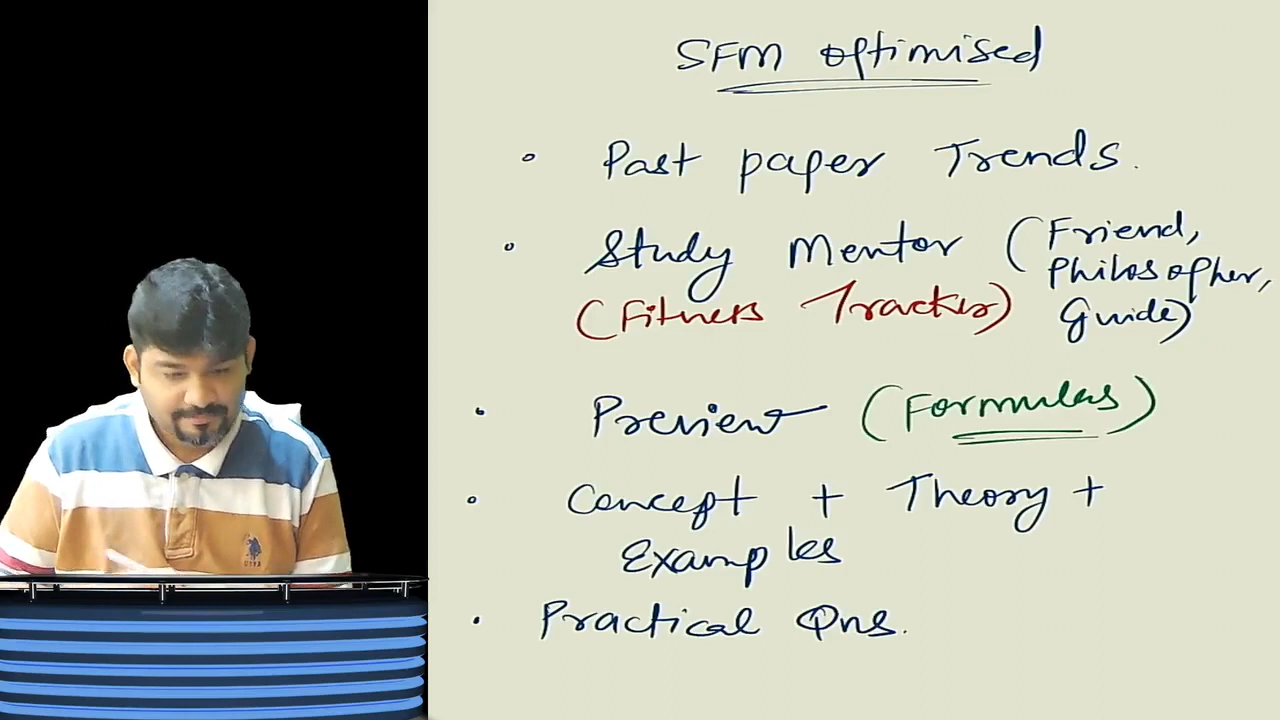 SFM optimised
• Past paper Trends.
• Study Mentor (Friend,
Philosopher,
(Fitness Tracker) Guide)
• Preview (Formulas)
• Concept + Theory +
Examples
• Practical Qns.